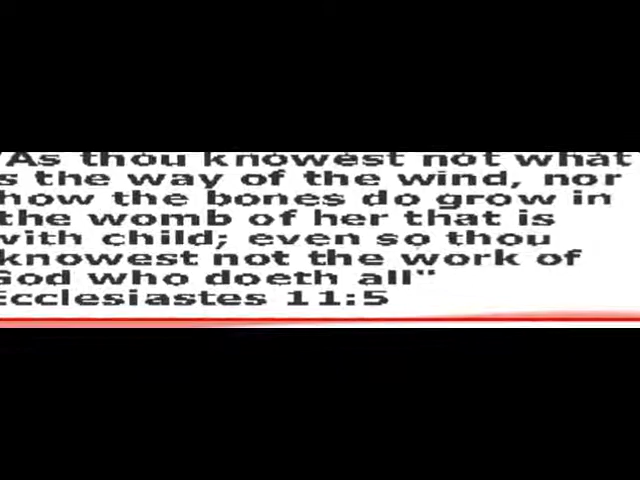 "As thou knowest not what
is the way of the wind, nor
how the bones do grow in
the womb of her that is
with child; even so thou
knowest not the work of
God who doeth all"
Ecclesiastes 11:5